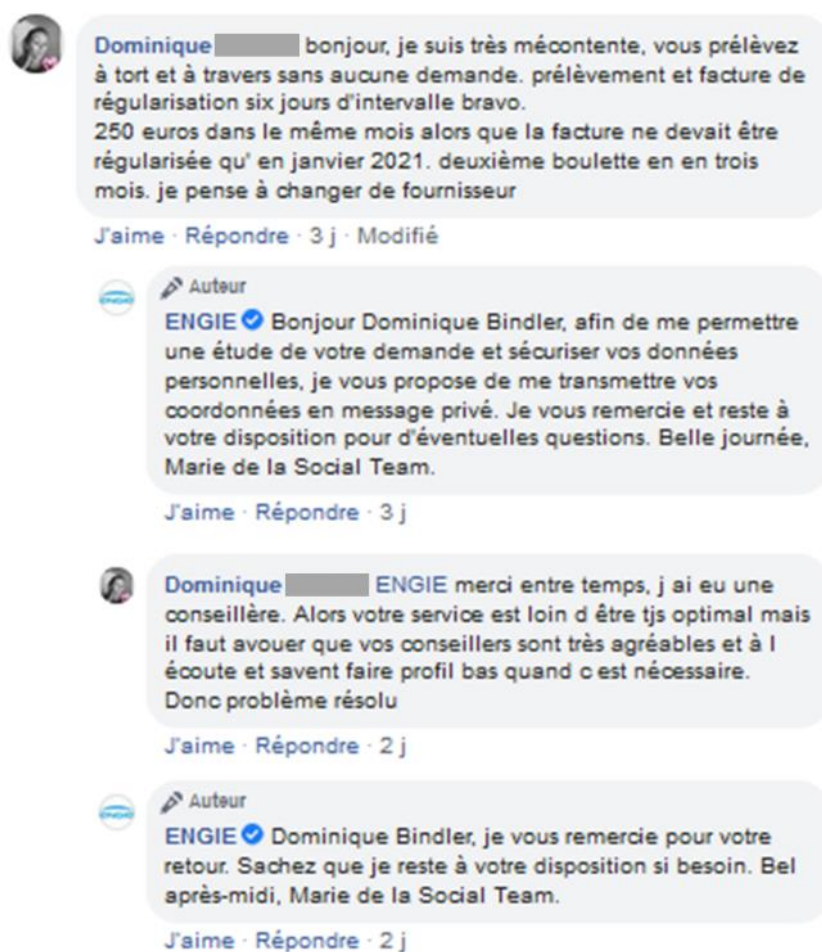 Dominique bonjour, je suis très mécontente, vous prélèvez
à tort et à travers sans aucune demande. prélèvement et facture de
régularisation six jours d'intervalle bravo.
250 euros dans le même mois alors que la facture ne devait être
régularisée qu' en janvier 2021. deuxième boulette en en trois
mois. je pense à changer de fournisseur
J'aime · Répondre · 3 j · Modifié
Auteur
ENGIE Bonjour Dominique Bindler, afin de me permettre
une étude de votre demande et sécuriser vos données
personnelles, je vous propose de me transmettre vos
coordonnées en message privé. Je vous remercie et reste à
votre disposition pour d'éventuelles questions. Belle journée,
Marie de la Social Team.
J'aime · Répondre · 3 j
Dominique ENGIE merci entre temps, j ai eu une
conseillère. Alors votre service est loin d être tjs optimal mais
il faut avouer que vos conseillers sont très agréables et à l
écoute et savent faire profil bas quand c est nécessaire.
Donc problème résolu
J'aime · Répondre · 2 j
Auteur
ENGIE Dominique Bindler, je vous remercie pour votre
retour. Sachez que je reste à votre disposition si besoin. Bel
après-midi, Marie de la Social Team.
J'aime · Répondre · 2 j